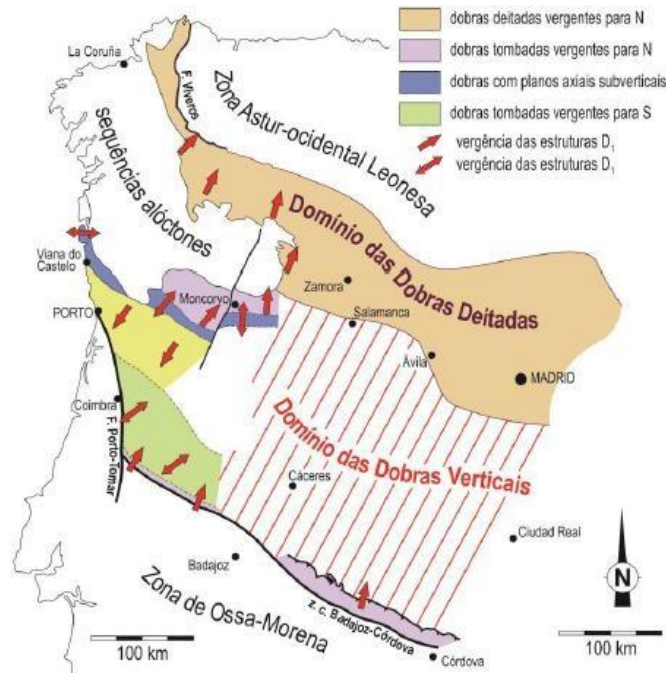 dobras deitadas vergentes para N
dobras tombadas vergentes para N
dobras com planos axiais subverticais
dobras tombadas vergentes para S
vergência das estruturas D1
vergência das estruturas D1
La Coruña
F. Viveros
Zona Astur-ocidental Leonesa
sequências alóctones
Domínio das Dobras Deitadas
Viana do
Castelo
Moncorvo
Zamora
PORTO
Salamanca
Ávila
MADRID
Coimbra
F. Porto-Tomar
Domínio das Dobras Verticais
Cáceres
Ciudad Real
Badajoz
Zona de Ossa-Morena
z. c. Badajoz-Córdova
N
100 km
Córdova
100 km